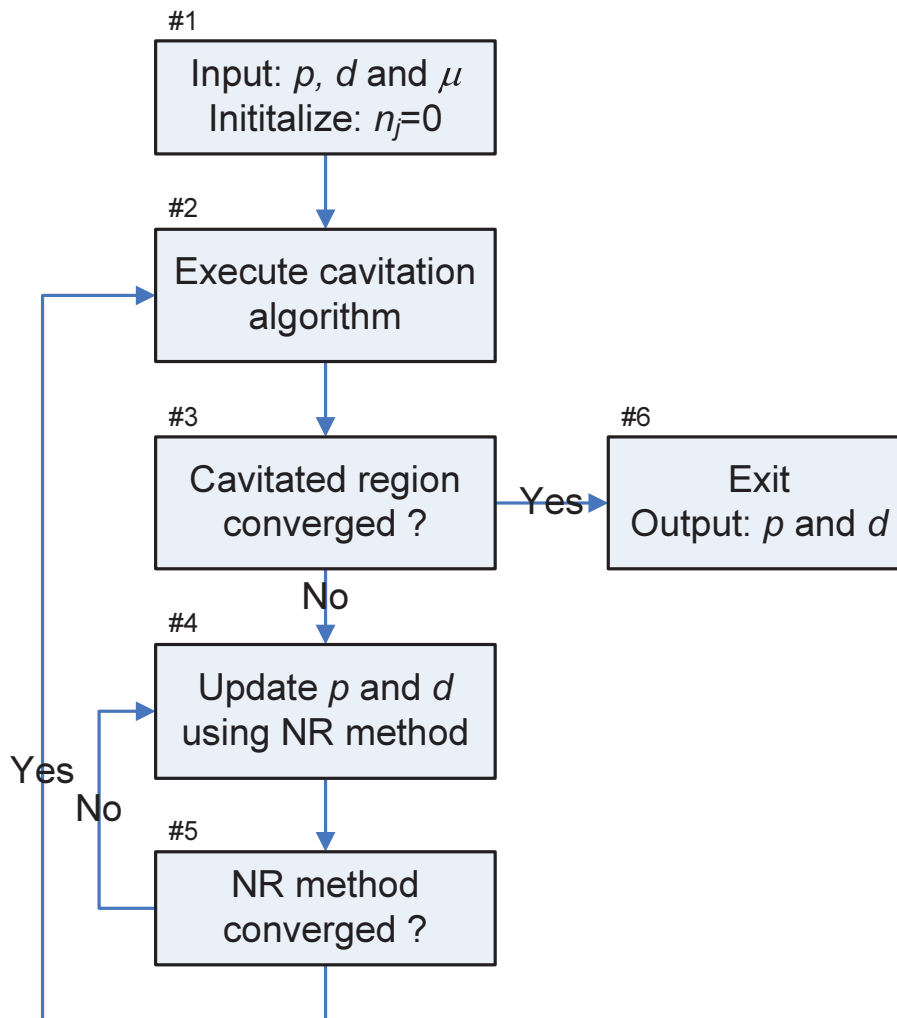 #1
Input: p, d and μ
Inititalize: nj=0
#2
Execute cavitation
algorithm
#3
Cavitated region
converged ?
Yes
#6
Exit
Output: p and d
No
#4
Update p and d
using NR method
Yes
No
#5
NR method
converged ?